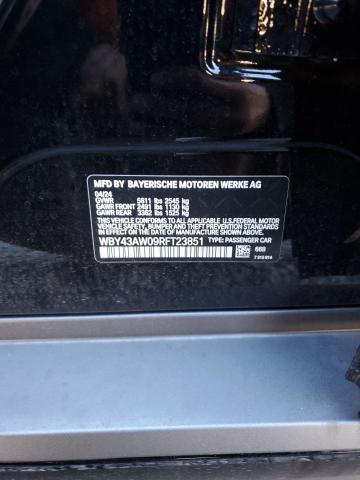 MFD BY BAYERISCHE MOTOREN WERKE AG
04/24
GVWR 5611 lbs 2545 kg
GAWR FRONT 2491 lbs 1130 kg
GAWR REAR 3362 lbs 1525 kg
THIS VEHICLE CONFORMS TO ALL APPLICABLE
U.S. FEDERAL MOTOR VEHICLE
SAFETY, BUMPER, AND THEFT PREVENTION STANDARDS
IN EFFECT ON THE DATE OF MANUFACTURE SHOWN ABOVE.
WBY43AW09RFT23851 TYPE: PASSENGER CAR
668